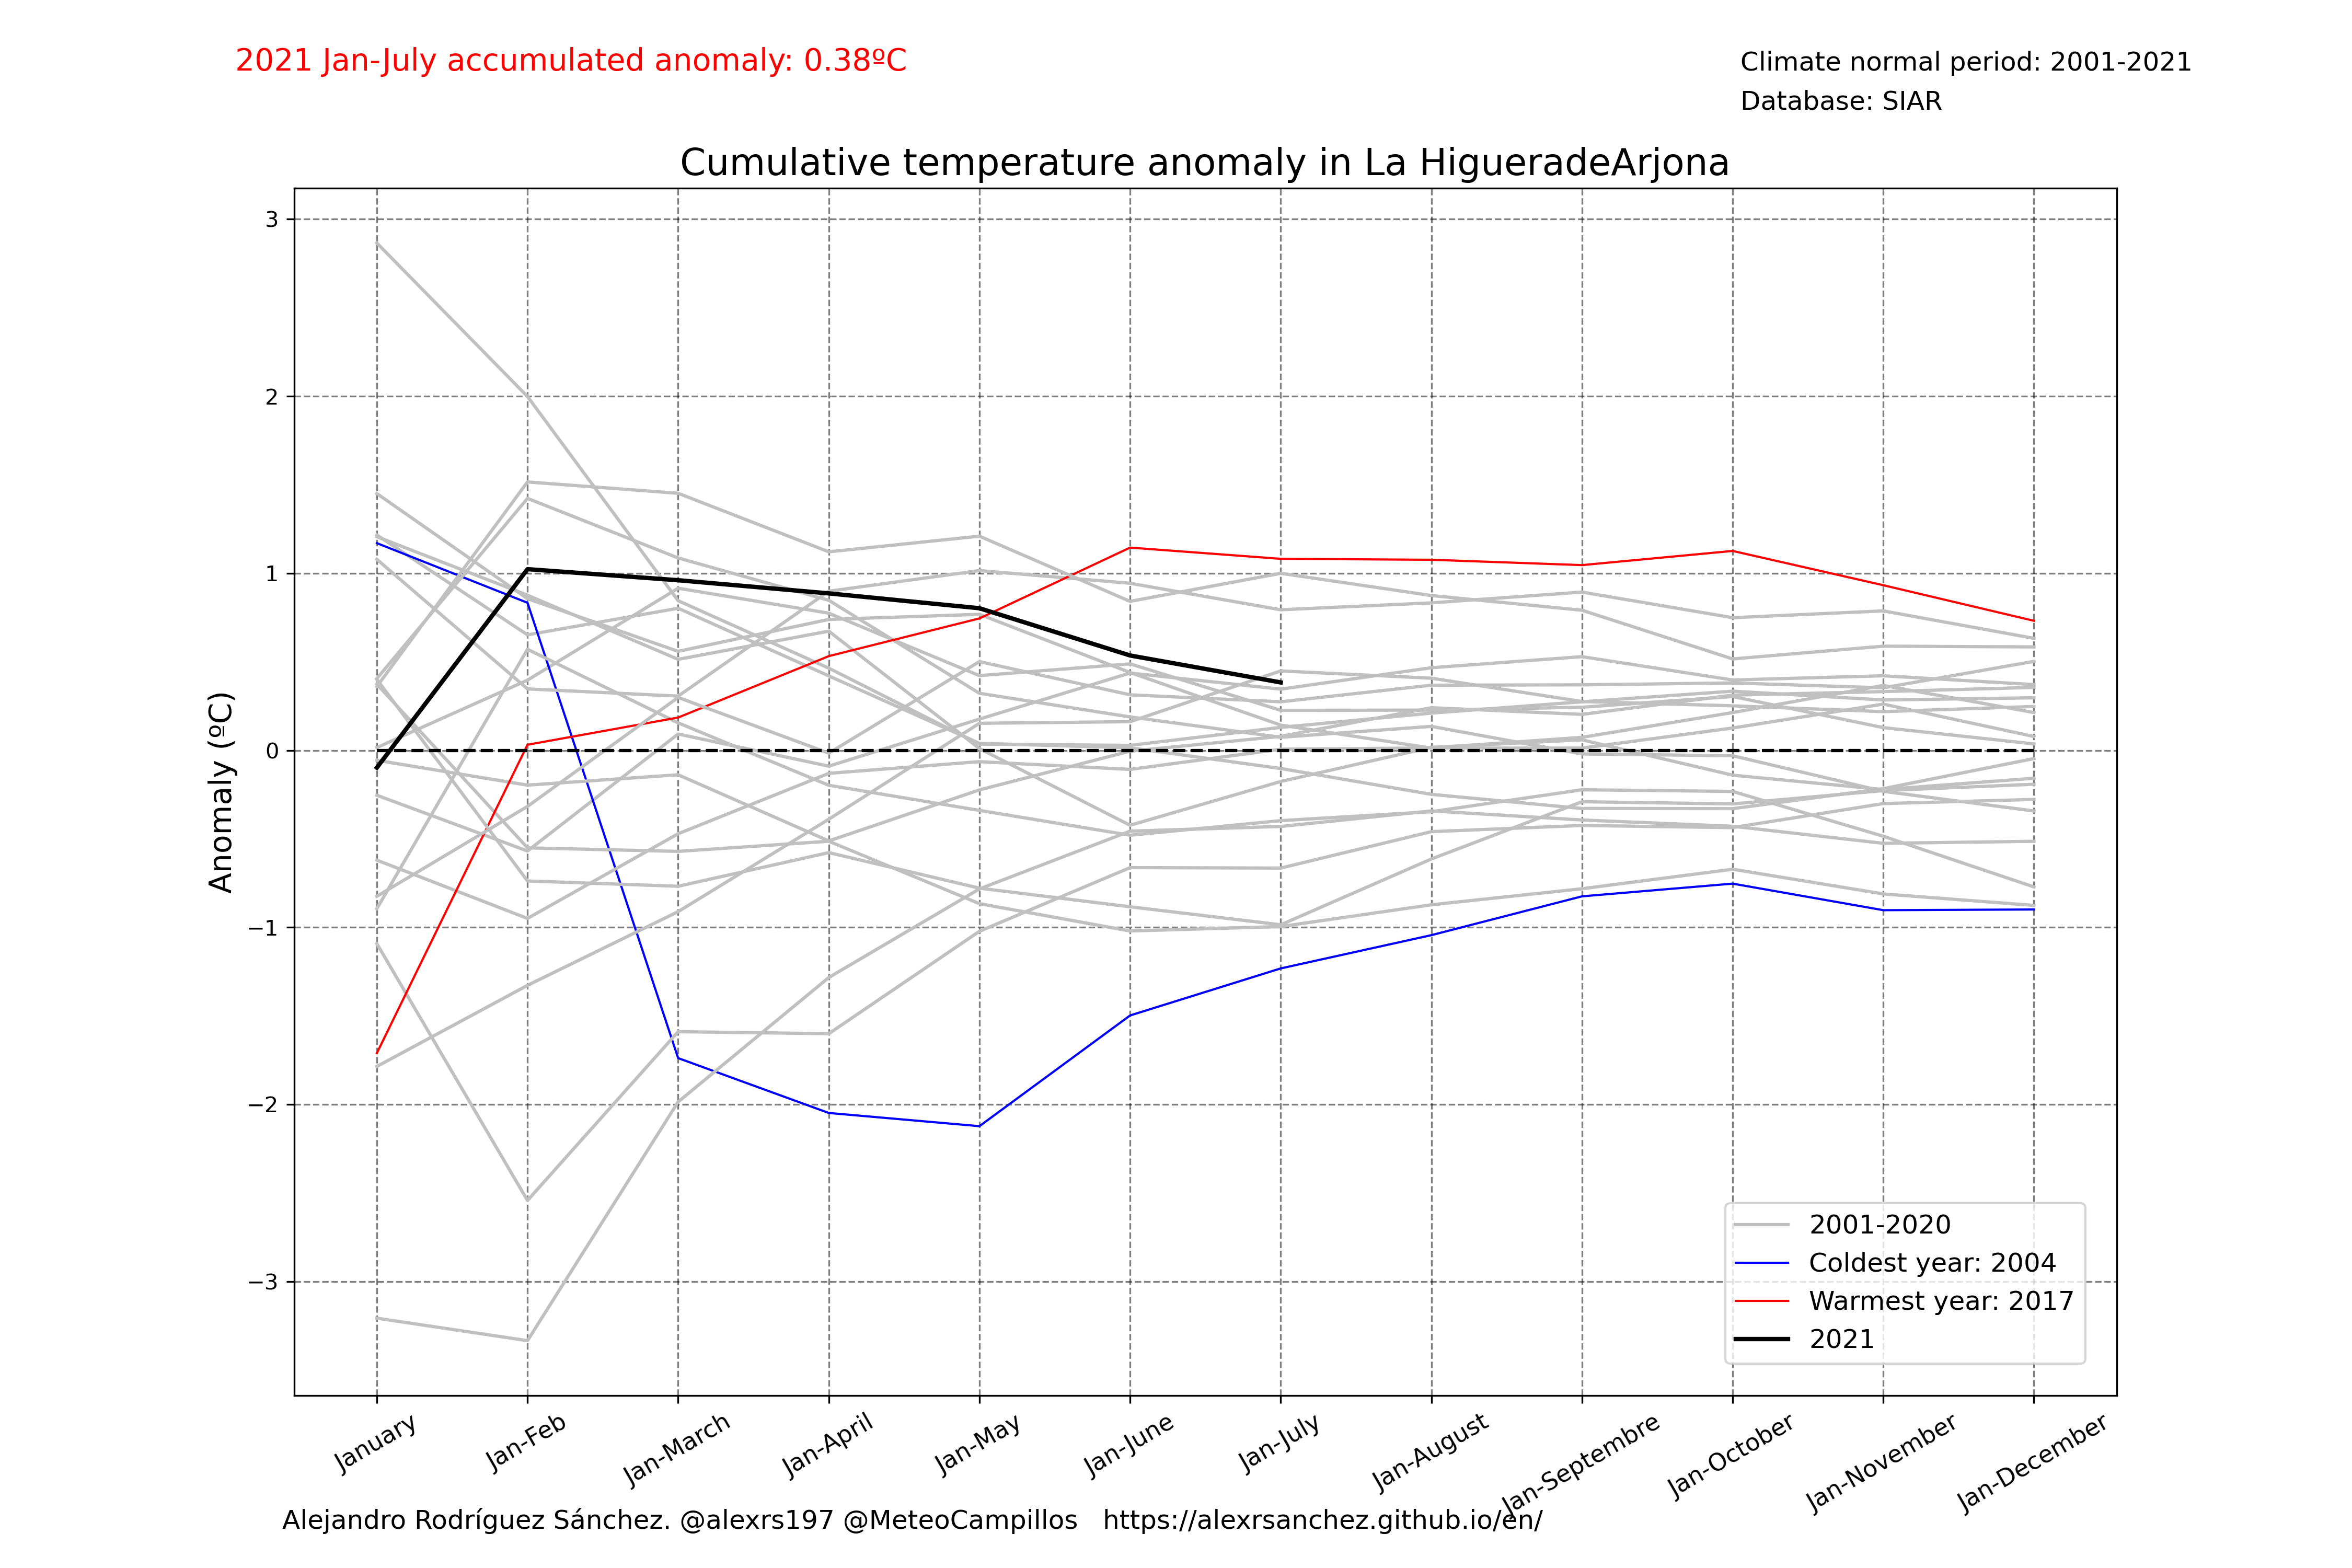 2021 Jan-July accumulated anomaly: 0.38ºC
Climate normal period: 2001-2021
Database: SIAR
Cumulative temperature anomaly in La HigueradeArjona
Anomaly (ºC)
3
2
1
0
−1
−2
−3
2001-2020
Coldest year: 2004
Warmest year: 2017
2021
January
Jan-Feb
Jan-March
Jan-April
Jan-May
Jan-June
Jan-July
Jan-August
Jan-Septembre
Jan-October
Jan-November
Jan-December
Alejandro Rodríguez Sánchez. @alexrs197 @MeteoCampillos   https://alexrsanchez.github.io/en/